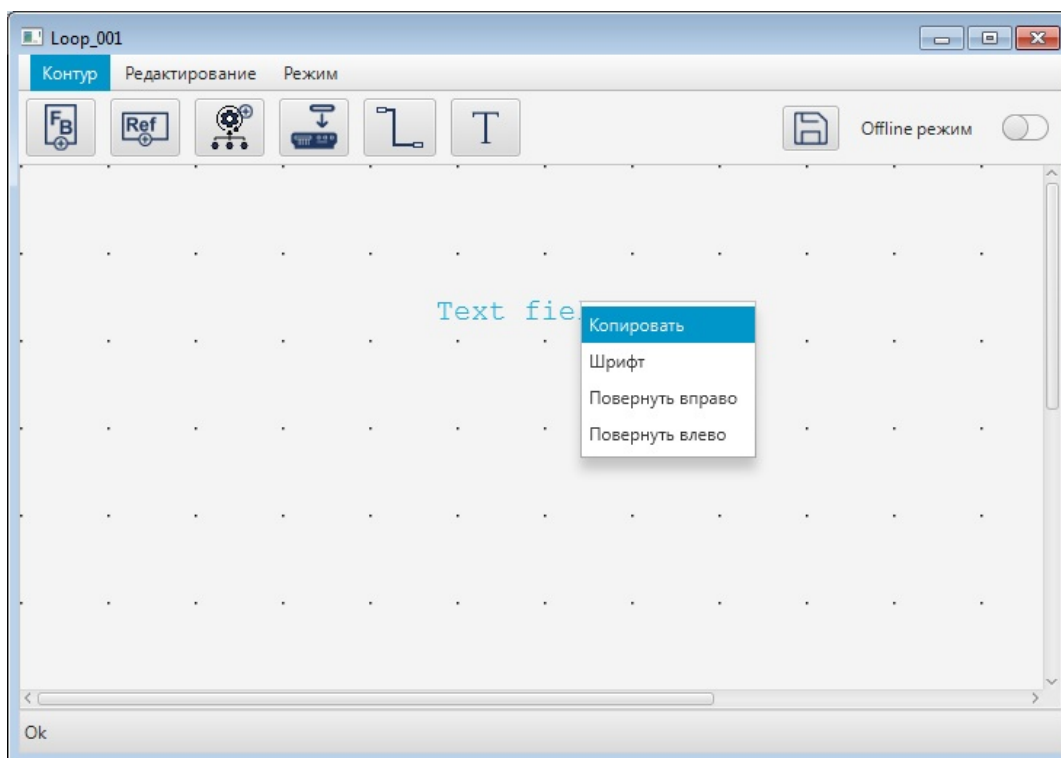 Loop_001
Контур Редактирование Режим
FB Ref T Offline режим
Text fie
Копировать
Шрифт
Повернуть вправо
Повернуть влево
Ok